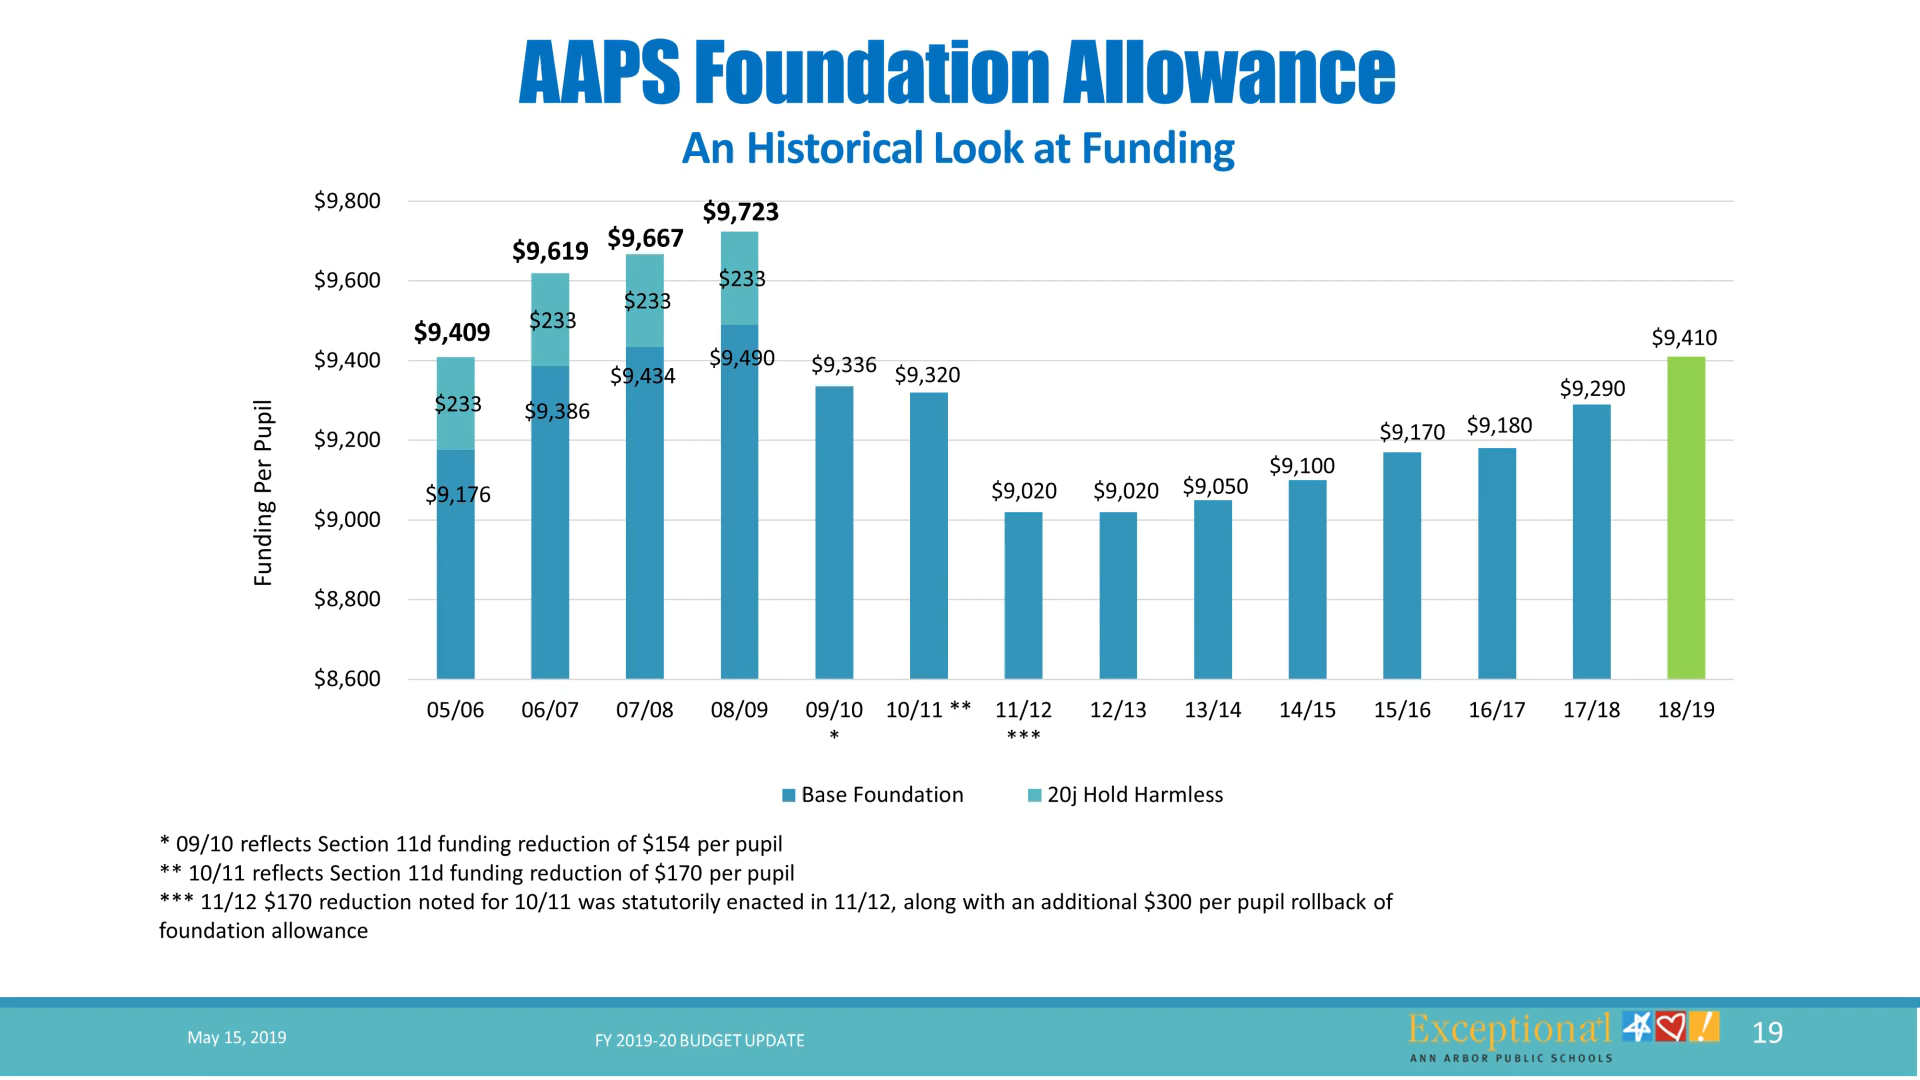 AAPS Foundation Allowance
An Historical Look at Funding
Funding Per Pupil
$9,800
$9,600
$9,400
$9,200
$9,000
$8,800
$8,600
$9,409
$233
$9,176
$9,619
$233
$9,386
$9,667
$233
$9,434
$9,723
$233
$9,490
$9,336
$9,320
$9,020
$9,020
$9,050
$9,100
$9,170
$9,180
$9,290
$9,410
05/06 06/07 07/08 08/09 09/10 10/11 ** 11/12 12/13 13/14 14/15 15/16 16/17 17/18 18/19
* ***
Base Foundation 20j Hold Harmless
* 09/10 reflects Section 11d funding reduction of $154 per pupil
** 10/11 reflects Section 11d funding reduction of $170 per pupil
*** 11/12 $170 reduction noted for 10/11 was statutorily enacted in 11/12, along with an additional $300 per pupil rollback of
foundation allowance
May 15, 2019
FY 2019-20 BUDGET UPDATE
Exceptiona+l
ANN ARBOR PUBLIC SCHOOLS
19